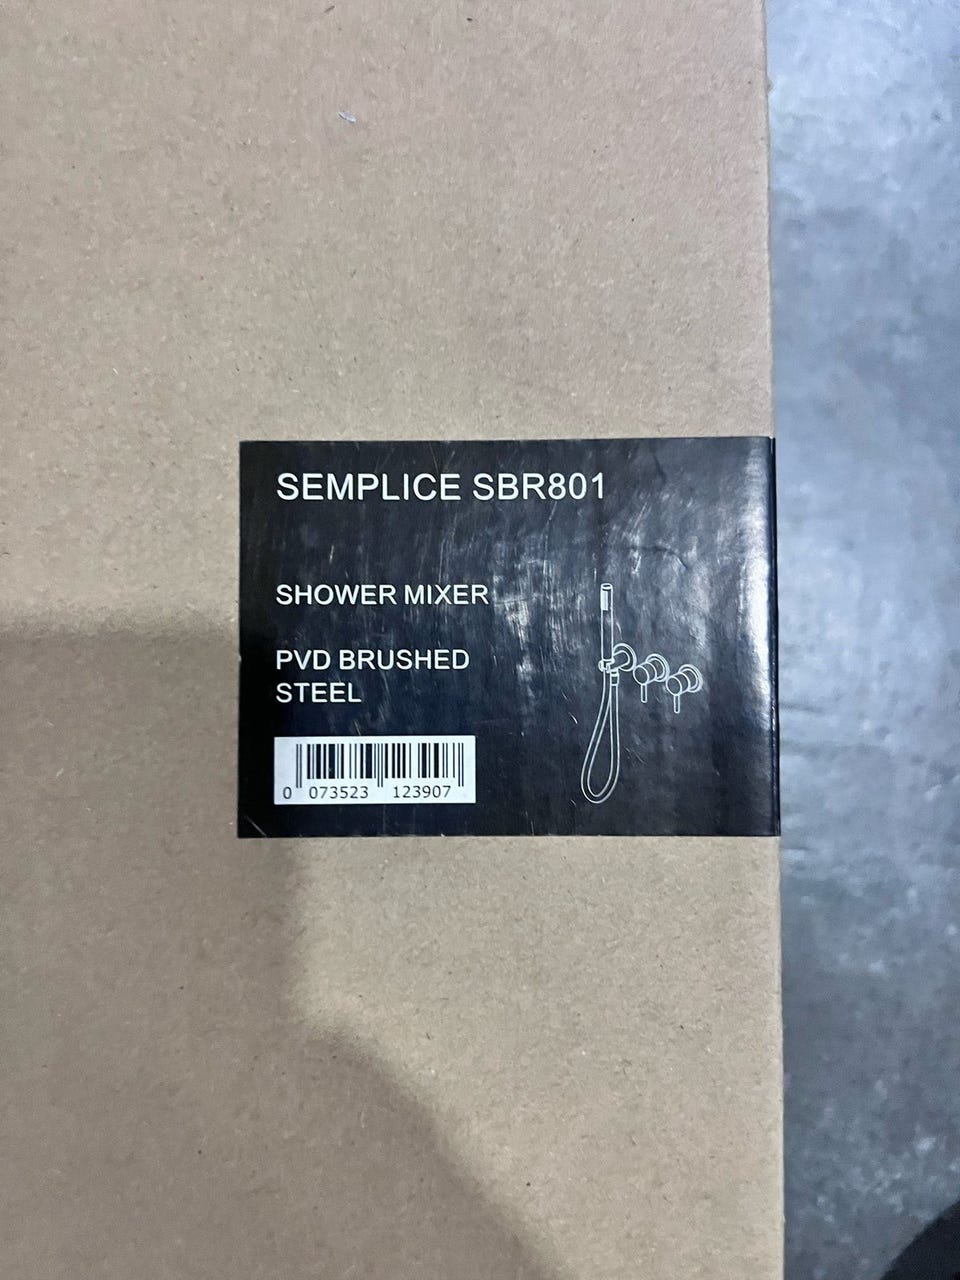 SEMPLICE SBR801
SHOWER MIXER
PVD BRUSHED
STEEL
0 073523 123907